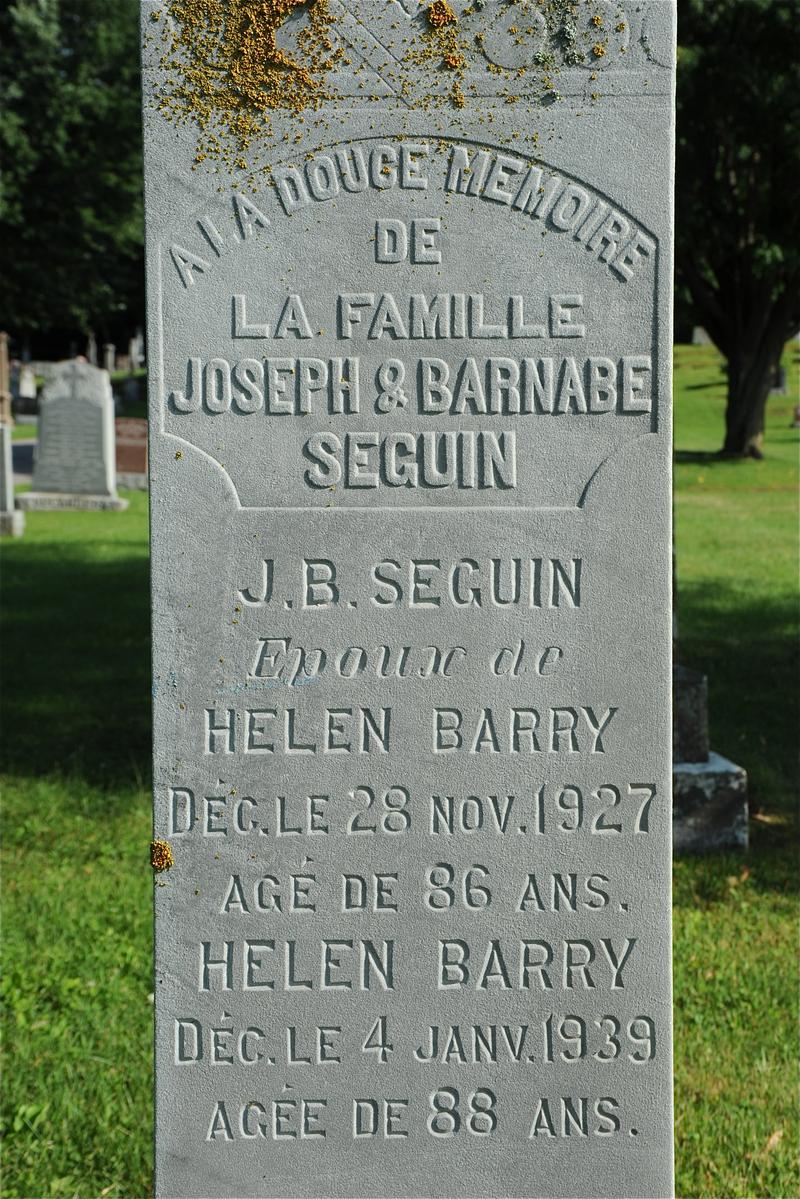 A LA DOUCE MEMOIRE
DE
LA FAMILLE
JOSEPH & BARNABE
SEGUIN
J.B. SEGUIN
Epoux de
HELEN BARRY
DÉC. LE 28 NOV. 1927
AGÉ DE 86 ANS.
HELEN BARRY
DÉC. LE 4 JANV. 1939
AGÉE DE 88 ANS.